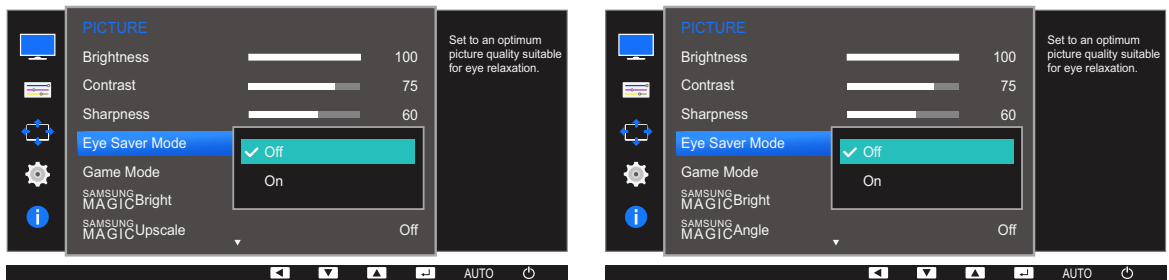 PICTURE
Brightness 100
Contrast 75
Sharpness 60
Eye Saver Mode
Off
Game Mode
On
SAMSUNG
MAGICBright
SAMSUNG
MAGICUpscale Off
Set to an optimum
picture quality suitable
for eye relaxation.
AUTO
PICTURE
Brightness 100
Contrast 75
Sharpness 60
Eye Saver Mode
Off
Game Mode
On
SAMSUNG
MAGICBright
SAMSUNG
MAGICAngle Off
Set to an optimum
picture quality suitable
for eye relaxation.
AUTO